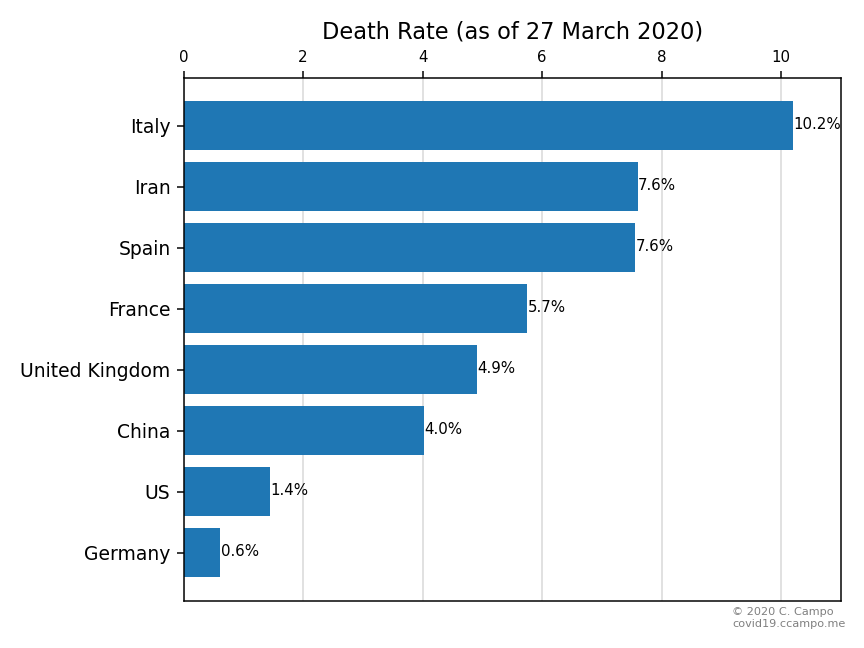 Death Rate (as of 27 March 2020)
0 2 4 6 8 10
Italy 10.2%
Iran 7.6%
Spain 7.6%
France 5.7%
United Kingdom 4.9%
China 4.0%
US 1.4%
Germany 0.6%
© 2020 C. Campo
covid19.ccampo.me